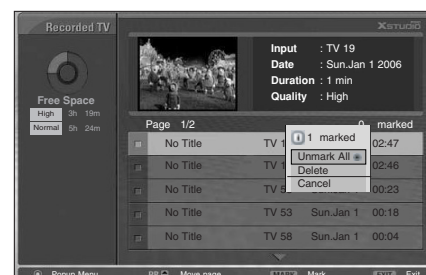 Recorded TV
XSTUDIO
Input : TV 19
Date : Sun.Jan 1 2006
Duration : 1 min
Quality : High
Free Space
High 3h 19m
Normal 5h 24m
Page 1/2 0 marked
1 marked
Unmark All
Delete
Cancel
No Title TV 1 02:47
No Title TV 02:46
No Title TV 5 00:23
No Title TV 53 Sun.Jan 1 00:18
No Title TV 58 Sun.Jan 1 00:04
Popup Menu Move page MARK Mark EXIT Exit